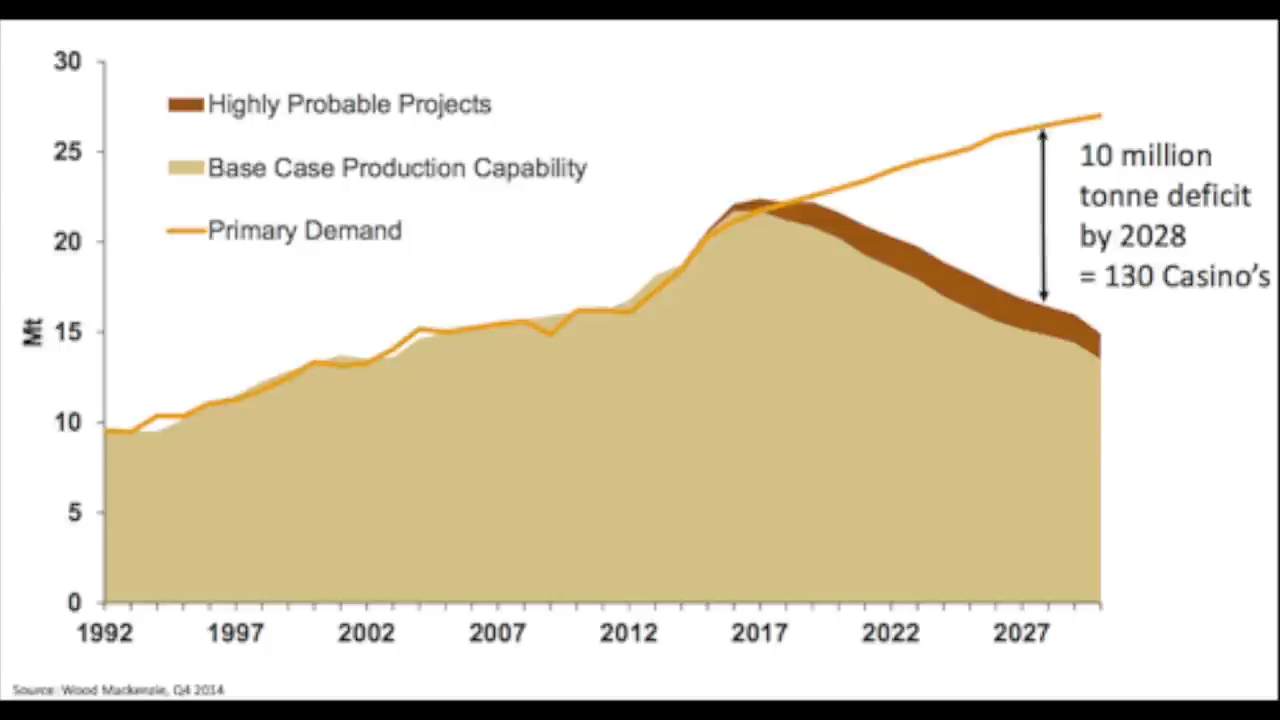 30
Highly Probable Projects
25
10 million
Base Case Production Capability
tonne deficit
Primary Demand
by 2028
20
= 130 Casino's
Mt
15
10
5
0
1992 1997 2002 2007 2012 2017 2022 2027
Source: Wood Mackenzie, Q4 2014